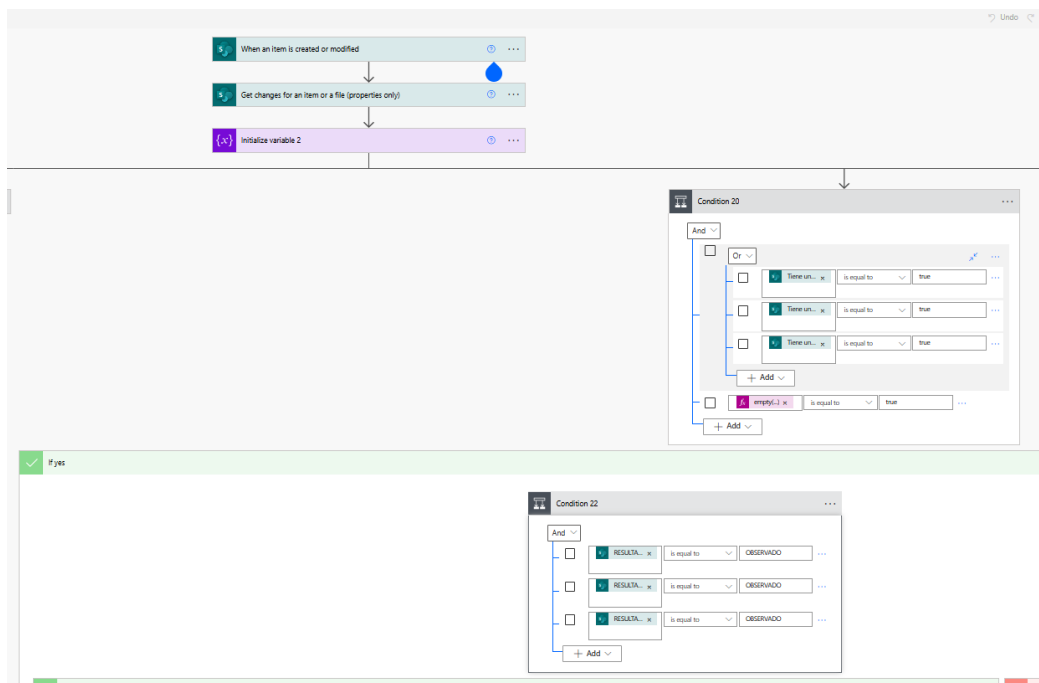 Undo
When an item is created or modified
Get changes for an item or a file (properties only)
{x} Initialize variable 2
Condition 20
And
Or
Tiene un... x is equal to true
Tiene un... x is equal to true
Tiene un... x is equal to true
+ Add
fx empty(...) x is equal to true
+ Add
If yes
Condition 22
And
RESULTA... x is equal to OBSERVADO
RESULTA... x is equal to OBSERVADO
RESULTA... x is equal to OBSERVADO
+ Add